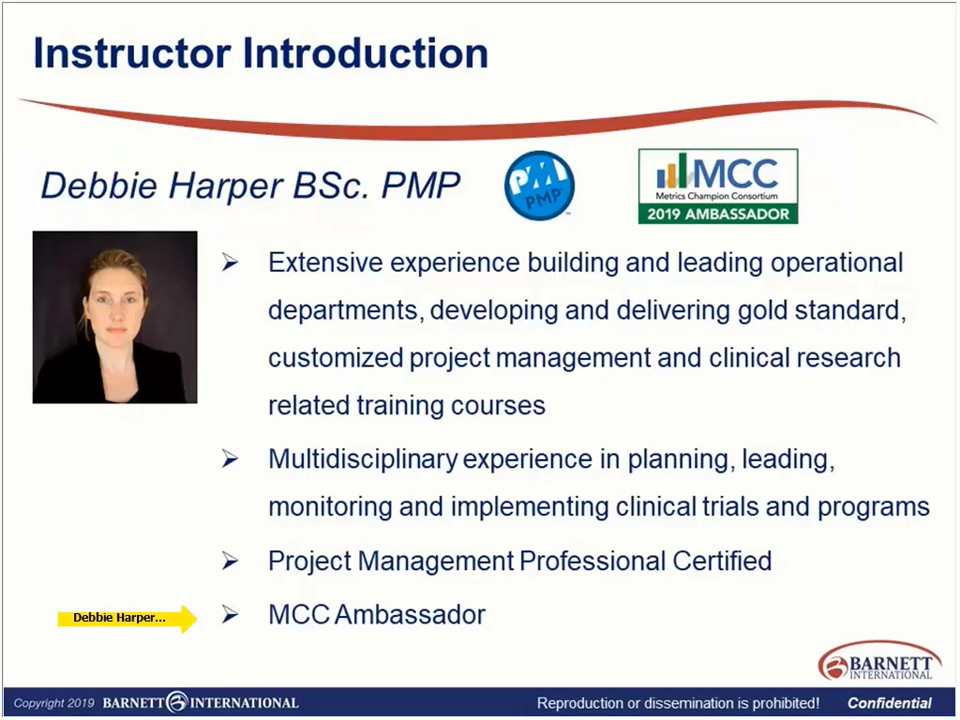 Instructor Introduction
Debbie Harper BSc. PMP
PMI
PMP
MCC
Metrics Champion Consortium
2019 AMBASSADOR
Extensive experience building and leading operational
departments, developing and delivering gold standard,
customized project management and clinical research
related training courses
Multidisciplinary experience in planning, leading,
monitoring and implementing clinical trials and programs
Project Management Professional Certified
Debbie Harper...
MCC Ambassador
BARNETT
INTERNATIONAL
Copyright 2019 BARNETT INTERNATIONAL
Reproduction or dissemination is prohibited! Confidential